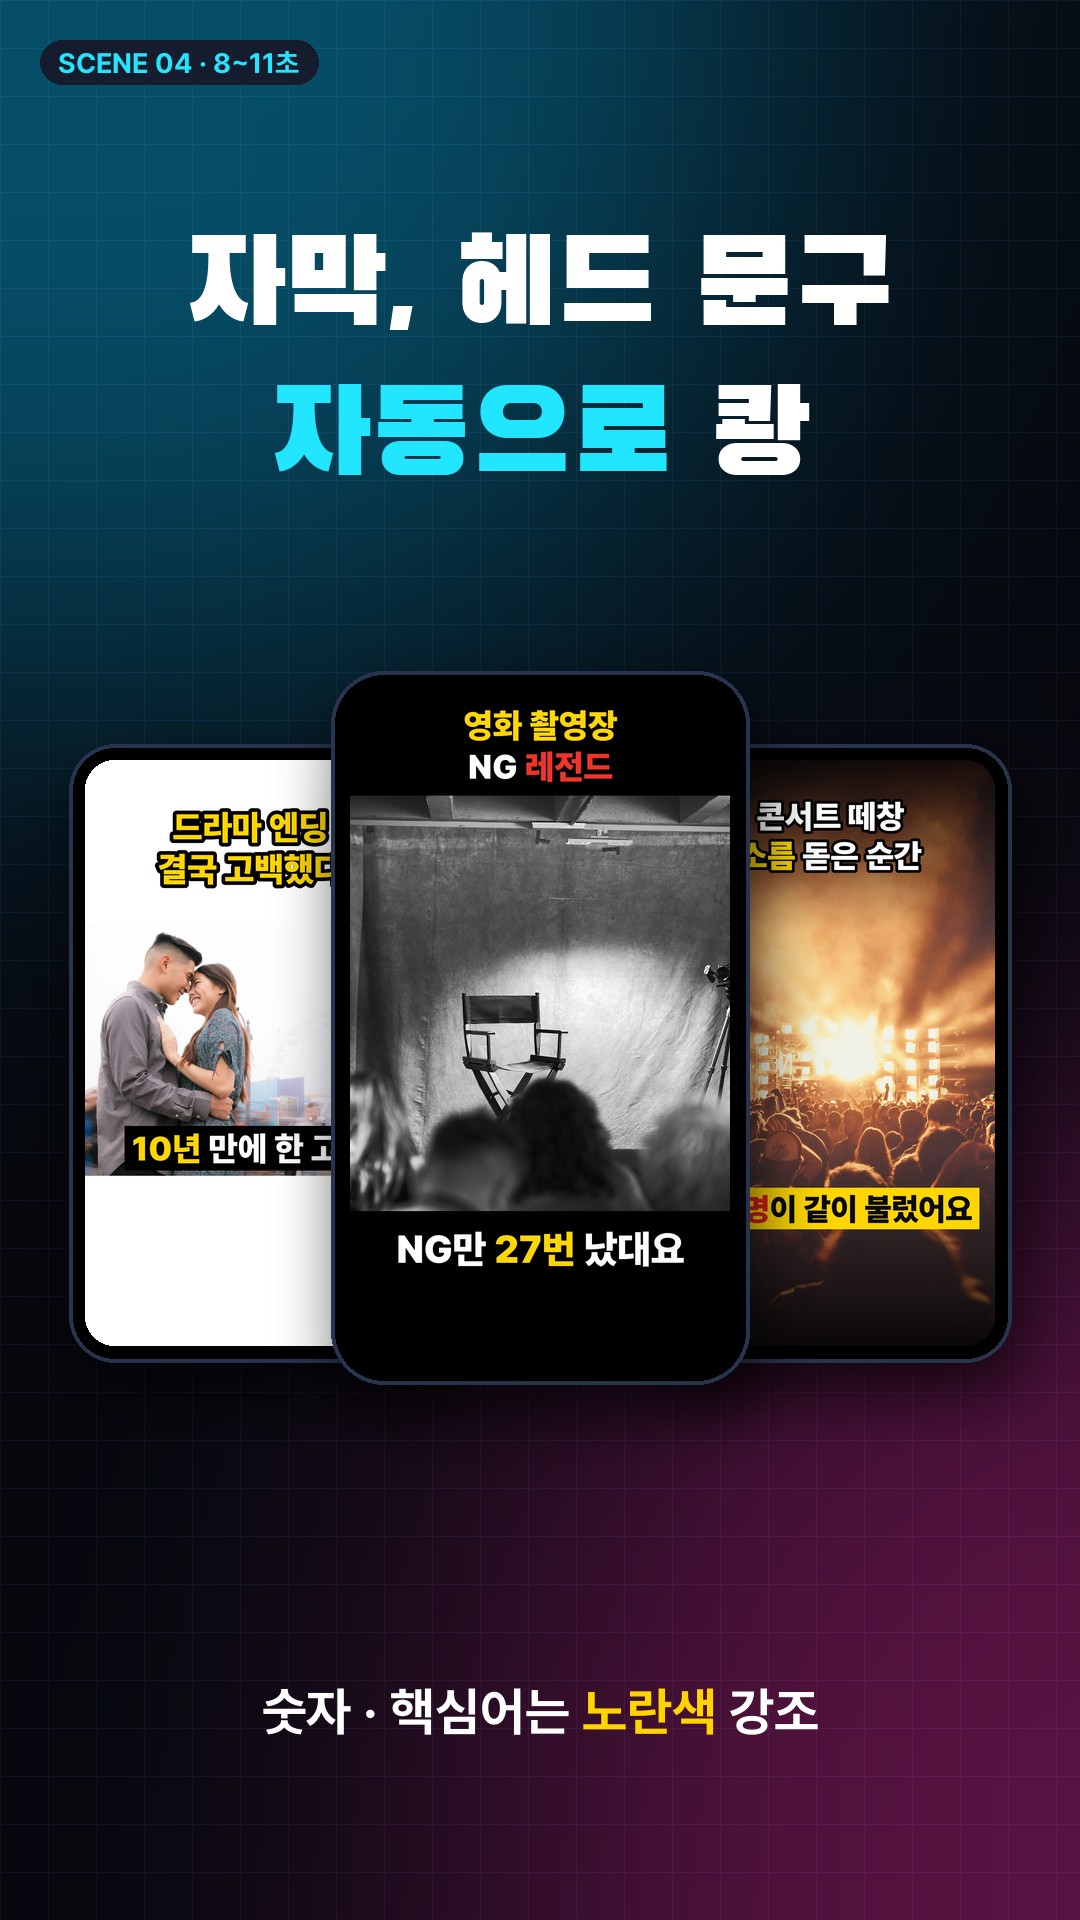 SCENE 04 · 8~11초
자막, 헤드 문구
자동으로 쾅
드라마 엔딩
결국 고백했다
10년 만에 한
영화 촬영장
NG 레전드
NG만 27번 났대요
콘서트 떼창
소름 돋은 순간
명이 같이 불렀어요
숫자 · 핵심어는 노란색 강조